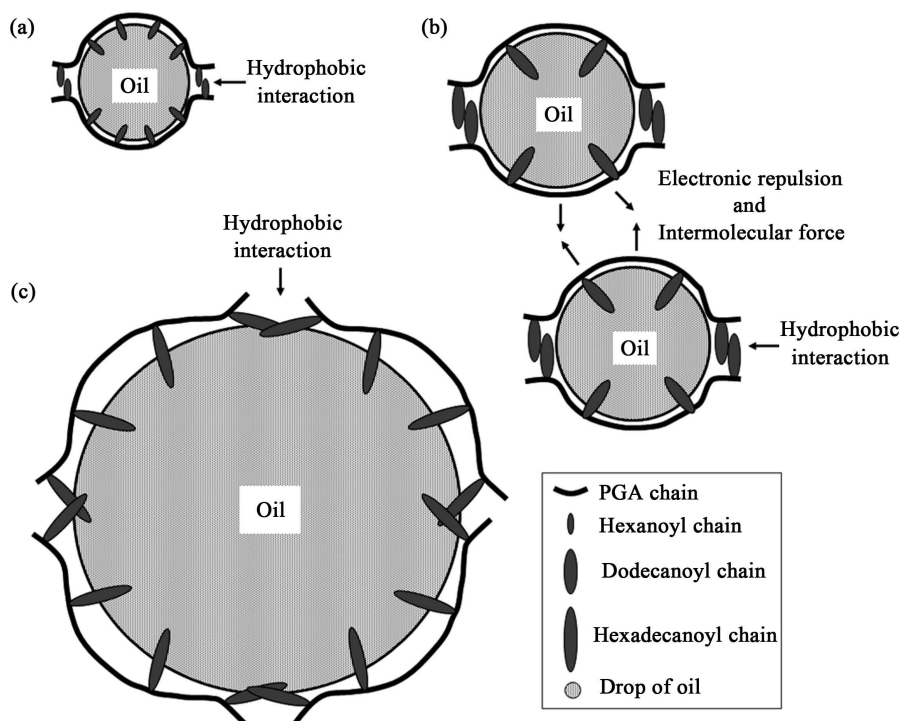 (a)
Oil
Hydrophobic
interaction
(b)
Oil
Electronic repulsion
and
Intermolecular force
Oil
Hydrophobic
interaction
Hydrophobic
interaction
(c)
Oil
PGA chain
Hexanoyl chain
Dodecanoyl chain
Hexadecanoyl chain
Drop of oil